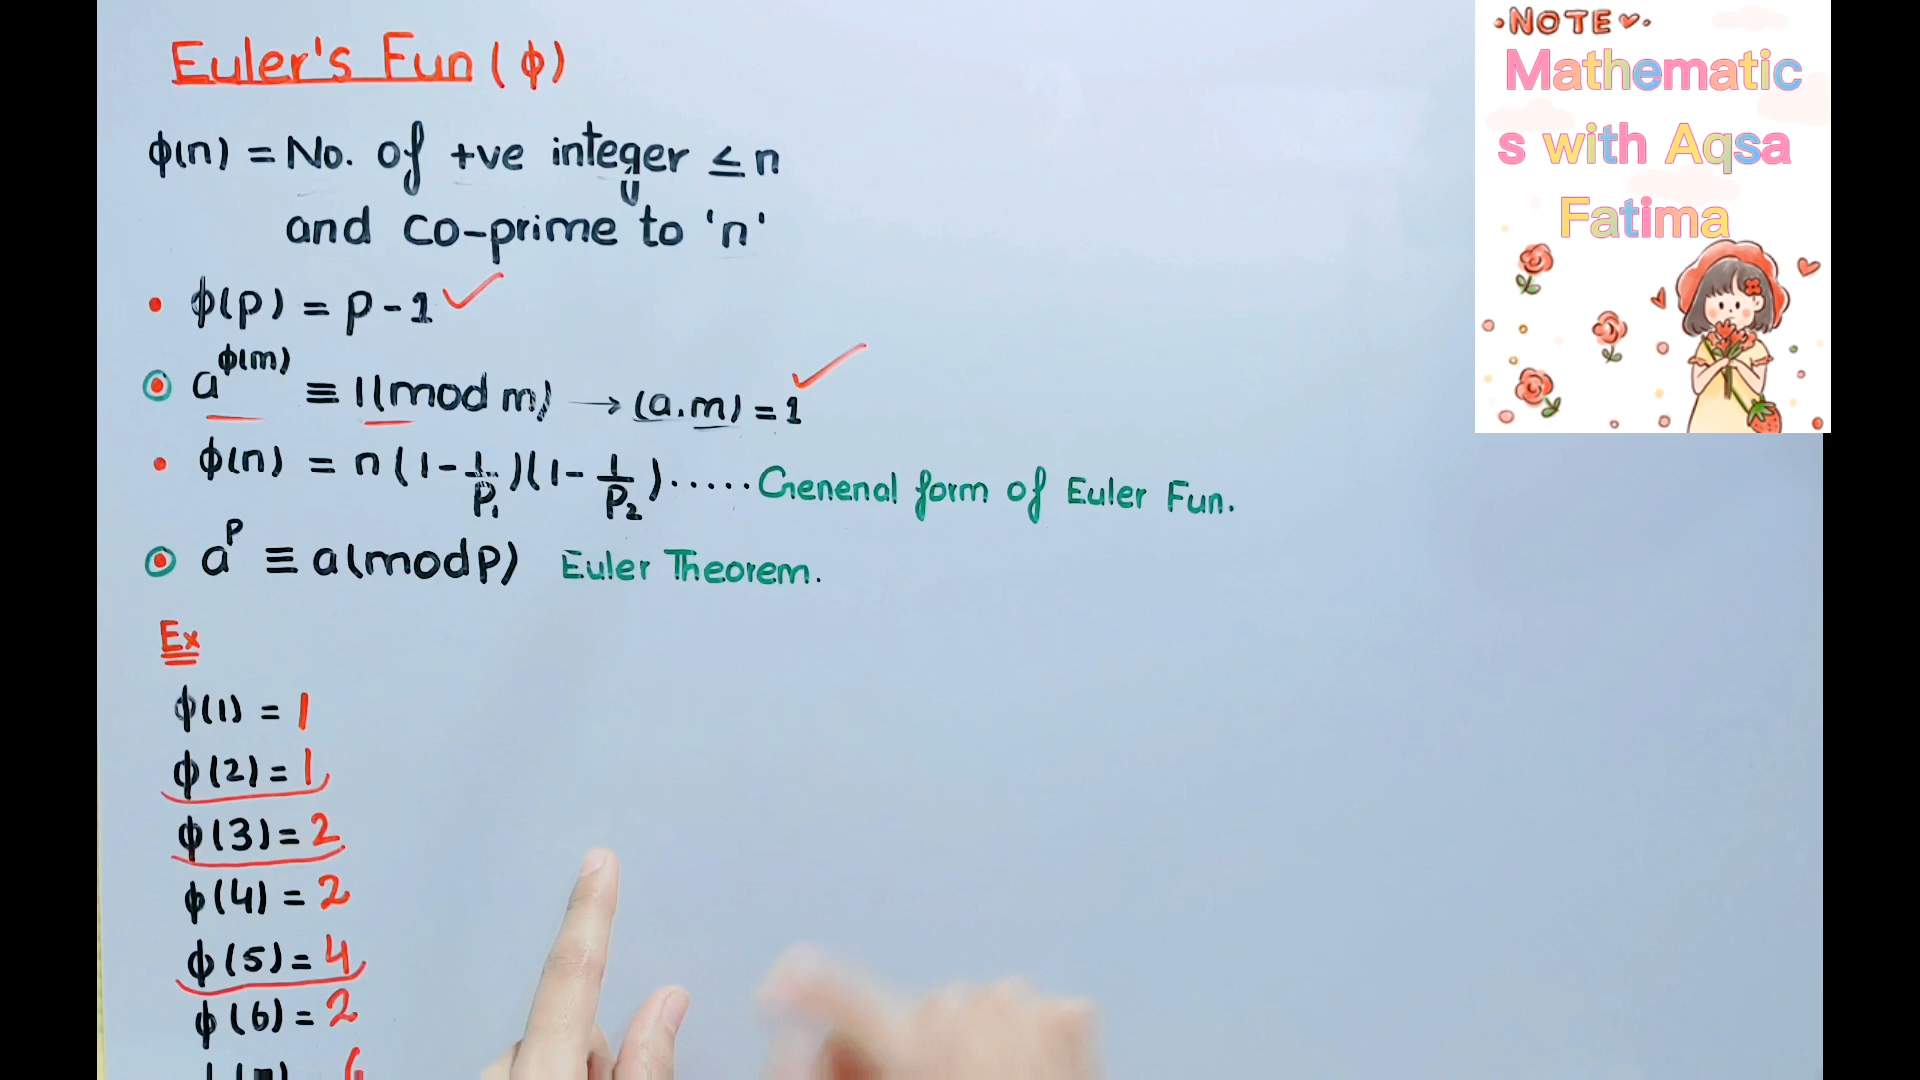 Euler's Fun (ϕ)
ϕ(n) = No. of +ve integer ≤ n
and co-prime to 'n'
• ϕ(p) = p - 1 ✓
a^ϕ(m) ≡ 1(mod m) → (a,m) = 1 ✓
• ϕ(n) = n(1 - 1/P₁)(1 - 1/P₂)..... Genenal form of Euler Fun.
a^p ≡ a(mod p) Euler Theorem.
Ex
ϕ(1) = 1
ϕ(2) = 1
ϕ(3) = 2
ϕ(4) = 2
ϕ(5) = 4
ϕ(6) = 2
•NOTE♥•
Mathematic
s with Aqsa
Fatima